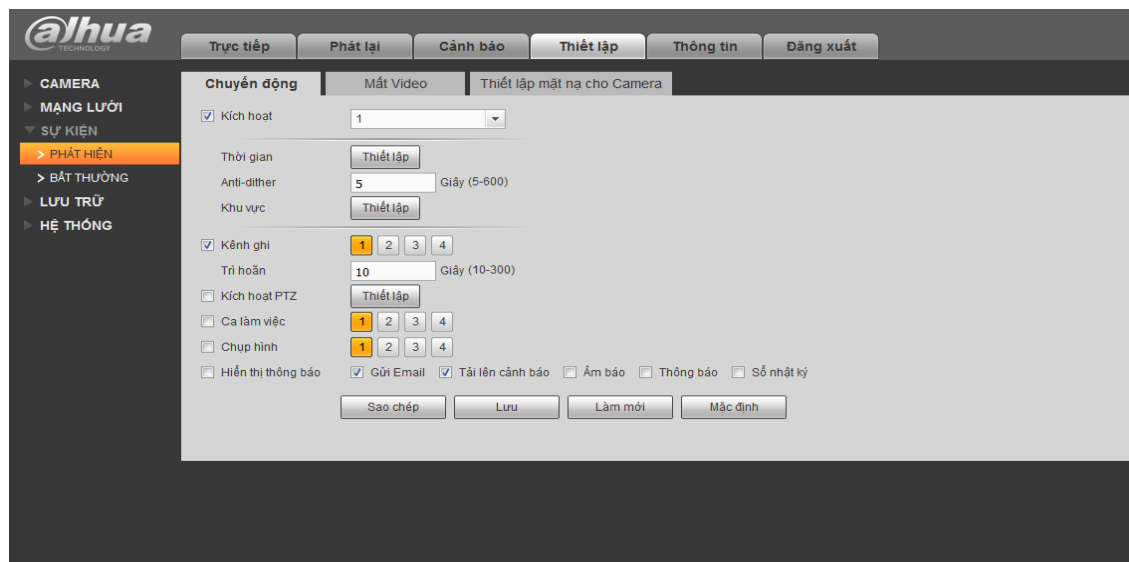 alhua
TECHNOLOGY
Trực tiếp Phát lại Cảnh báo Thiết lập Thông tin Đăng xuất
CAMERA
MẠNG LƯỚI
SỰ KIỆN
> PHÁT HIỆN
> BẤT THƯỜNG
LƯU TRỮ
HỆ THỐNG
Chuyển động Mất Video Thiết lập mặt nạ cho Camera
Kích hoạt 1
Thời gian Thiết lập
Anti-dither 5 Giây (5-600)
Khu vực Thiết lập
Kênh ghi 1 2 3 4
Trì hoãn 10 Giây (10-300)
Kích hoạt PTZ Thiết lập
Ca làm việc 1 2 3 4
Chụp hình 1 2 3 4
Hiển thị thông báo Gửi Email Tải lên cảnh báo Âm báo Thông báo Sổ nhật ký
Sao chép Lưu Làm mới Mặc định